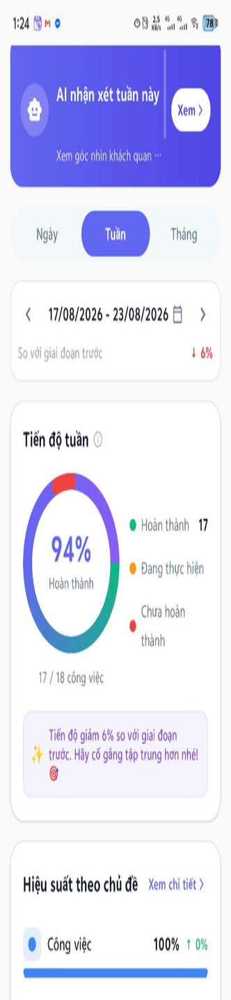 1:24 2,5 KB/s 4G 4G 78
AI nhận xét tuần này
Xem
Xem góc nhìn khách quan ...
Ngày Tuần Tháng
17/08/2026 - 23/08/2026
So với giai đoạn trước ↓ 6%
Tiến độ tuần
94%
Hoàn thành
17 / 18 công việc
Hoàn thành 17
Đang thực hiện
Chưa hoàn
thành
Tiến độ giảm 6% so với giai đoạn
trước. Hãy cố gắng tập trung hơn nhé!
Hiệu suất theo chủ đề Xem chi tiết
Công việc 100% ↑ 0%